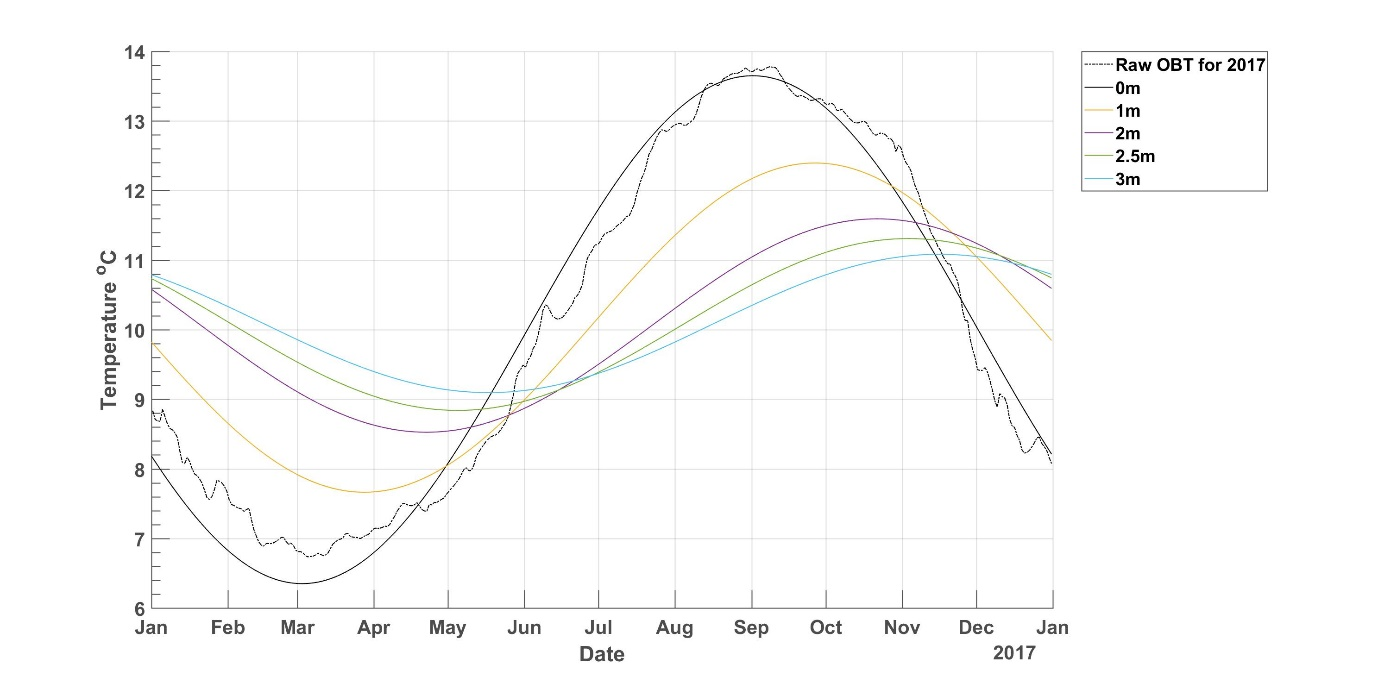 14
13
12
11
10
9
8
7
6
Temperature ºC
Jan Feb Mar Apr May Jun Jul Aug Sep Oct Nov Dec Jan
Date
2017
Raw OBT for 2017
0m
1m
2m
2.5m
3m